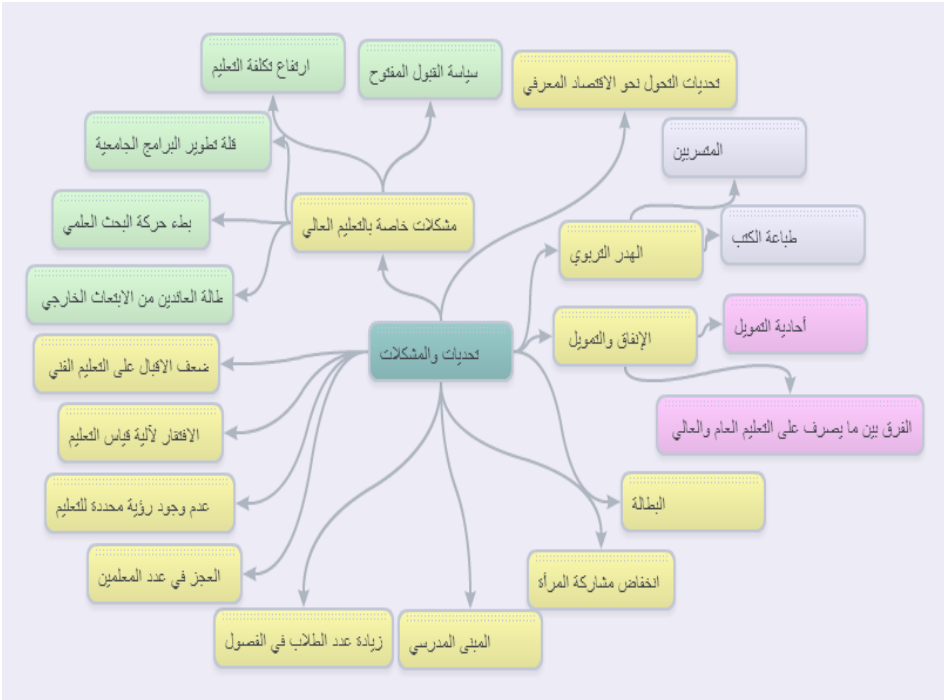 سياسة القبول المفتوح
ارتفاع تكلفة التعليم
تحديات التحول نحو الاقتصاد المعرفي
قلة تطوير البرامج الجامعية
المتسربين
مشكلات خاصة بالتعليم العالي
بطء حركة البحث العلمي
طباعة الكتب
الهدر التربوي
طالة العائدين من الابتعاث الخارجي
أحادية التمويل
الإنفاق والتمويل
تحديات والمشكلات
ضعف الاقبال على التعليم الفني
الفرق بين ما يصرف على التعليم العام والعالي
الافتقار لآلية قياس التعليم
عدم وجود رؤية محددة للتعليم
البطالة
العجز في عدد المعلمين
انخفاض مشاركة المرأة
المبنى المدرسي
زيادة عدد الطلاب في الفصول